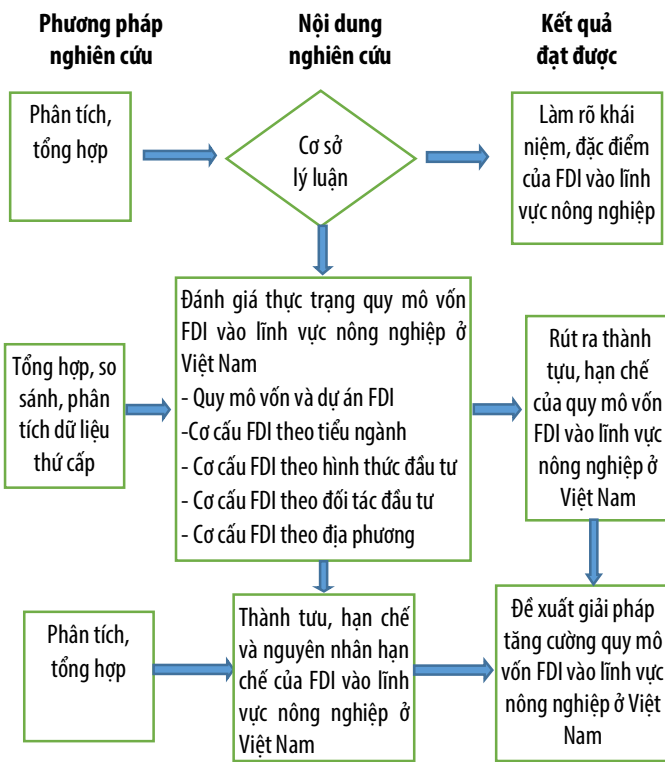 Phương pháp
nghiên cứu
Nội dung
nghiên cứu
Kết quả
đạt được
Phân tích,
tổng hợp
Cơ sở
lý luận
Làm rõ khái
niệm, đặc điểm
của FDI vào lĩnh
vực nông nghiệp
Tổng hợp, so
sánh, phân
tích dữ liệu
thứ cấp
Đánh giá thực trạng quy mô vốn
FDI vào lĩnh vực nông nghiệp ở
Việt Nam
- Quy mô vốn và dự án FDI
-Cơ cấu FDI theo tiểu ngành
- Cơ cấu FDI theo hình thức đầu tư
- Cơ cấu FDI theo đối tác đầu tư
- Cơ cấu FDI theo địa phương
Rút ra thành
tựu, hạn chế
của quy mô vốn
FDI vào lĩnh vực
nông nghiệp ở
Việt Nam
Phân tích,
tổng hợp
Thành tưu, hạn chế
và nguyên nhân hạn
chế của FDI vào lĩnh
vực nông nghiệp ở
Việt Nam
Đề xuất giải pháp
tăng cường quy mô
vốn FDI vào lĩnh vực
nông nghiệp ở Việt
Nam